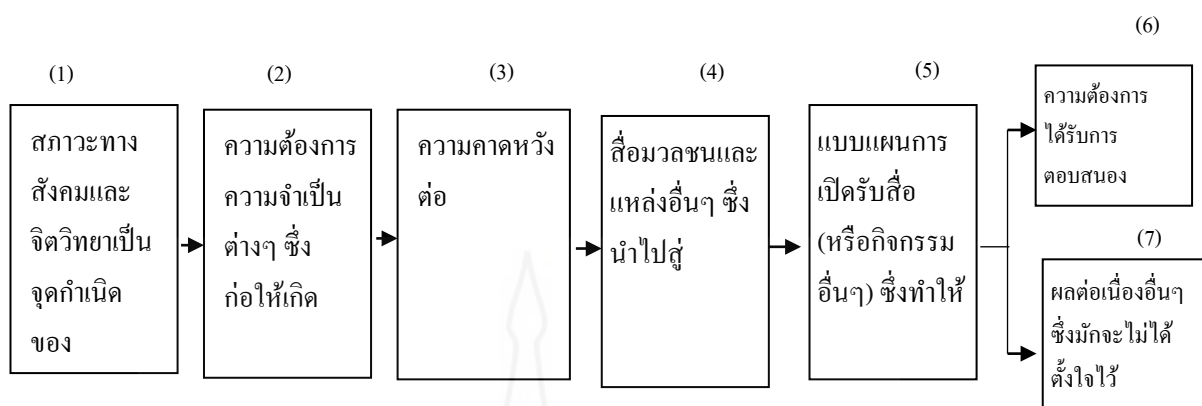 (1)
สภาวะทาง
สังคมและ
จิตวิทยาเป็น
จุดกำเนิด
ของ
(2)
ความต้องการ
ความจำเป็น
ต่างๆ ซึ่ง
ก่อให้เกิด
(3)
ความคาดหวัง
ต่อ
(4)
สื่อมวลชนและ
แหล่งอื่นๆ ซึ่ง
นำไปสู่
(5)
แบบแผนการ
เปิดรับสื่อ
(หรือกิจกรรม
อื่นๆ) ซึ่งทำให้
(6)
ความต้องการ
ได้รับการ
ตอบสนอง
(7)
ผลต่อเนื่องอื่นๆ
ซึ่งมักจะไม่ได้
ตั้งใจไว้